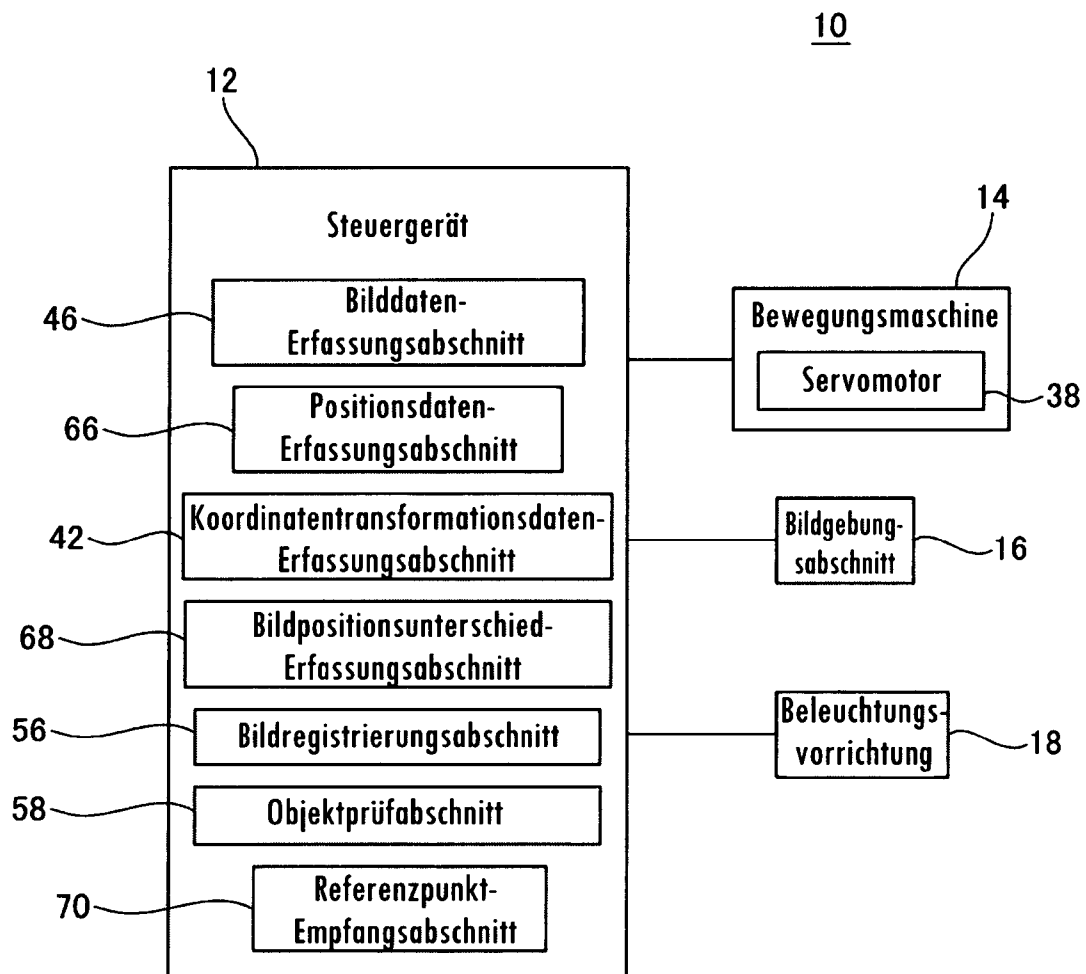 10
12
Steuergerät
46
Bilddaten-
Erfassungsabschnitt
66
Positionsdaten-
Erfassungsabschnitt
42
Koordinatentransformationsdaten-
Erfassungsabschnitt
68
Bildpositionsunterschied-
Erfassungsabschnitt
56
Bildregistrierungsabschnitt
58
Objektprüfabschnitt
70
Referenzpunkt-
Empfangsabschnitt
14
Bewegungsmaschine
Servomotor
38
Bildgebung-
sabschnitt
16
Beleuchtungs-
vorrichtung
18